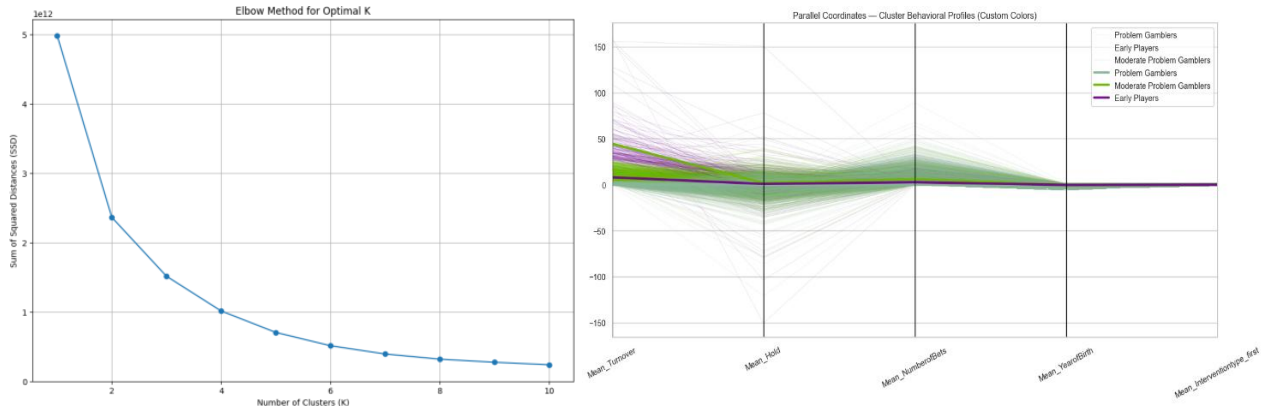 Elbow Method for Optimal K
1e12
5
4
3
2
1
0
2
4
6
8
10
Sum of Squared Distances (SSD)
Number of Clusters (K)
Parallel Coordinates — Cluster Behavioral Profiles (Custom Colors)
Problem Gamblers
Early Players
Moderate Problem Gamblers
Problem Gamblers
Moderate Problem Gamblers
Early Players
150
100
50
0
−50
−100
−150
Mean_Turnover
Mean_Hold
Mean_NumberofBets
Mean_YearofBirth
Mean_Interventiontype_first